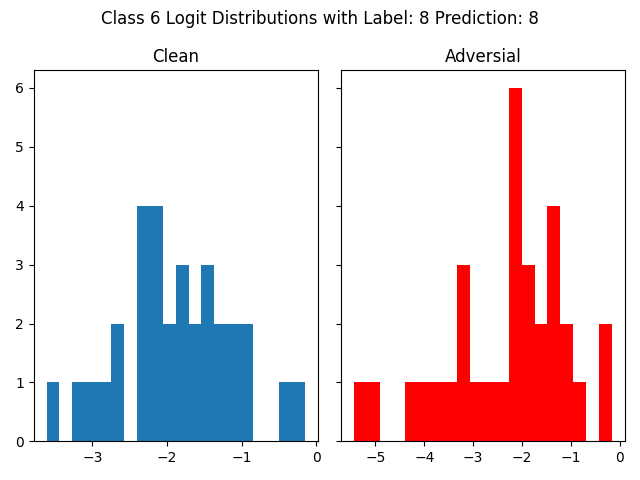 Class 6 Logit Distributions with Label: 8 Prediction: 8
Clean
Adversial
6
5
4
3
2
1
0
−3 −2 −1 0
−5 −4 −3 −2 −1 0